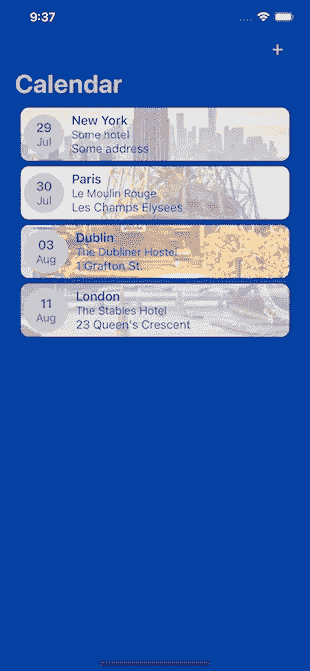 9:37
+
Calendar
29
Jul
New York
Some hotel
Some address
30
Jul
Paris
Le Moulin Rouge
Les Champs Elysees
03
Aug
Dublin
The Dubliner Hostel
1 Grafton St.
11
Aug
London
The Stables Hotel
23 Queen's Crescent